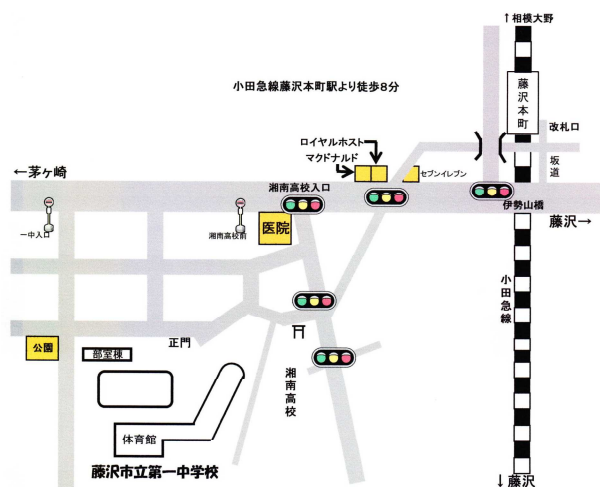 ↑相模大野
小田急線藤沢本町駅より徒歩8分
藤沢本町
改札口
ロイヤルホスト
マクドナルド
坂道
←茅ヶ崎
セブンイレブン
湘南高校入口
伊勢山橋
藤沢→
一中入口
湘南高校前
医院
小田急線
公園
正門
部室棟
湘南高校
体育館
藤沢市立第一中学校
↓藤沢